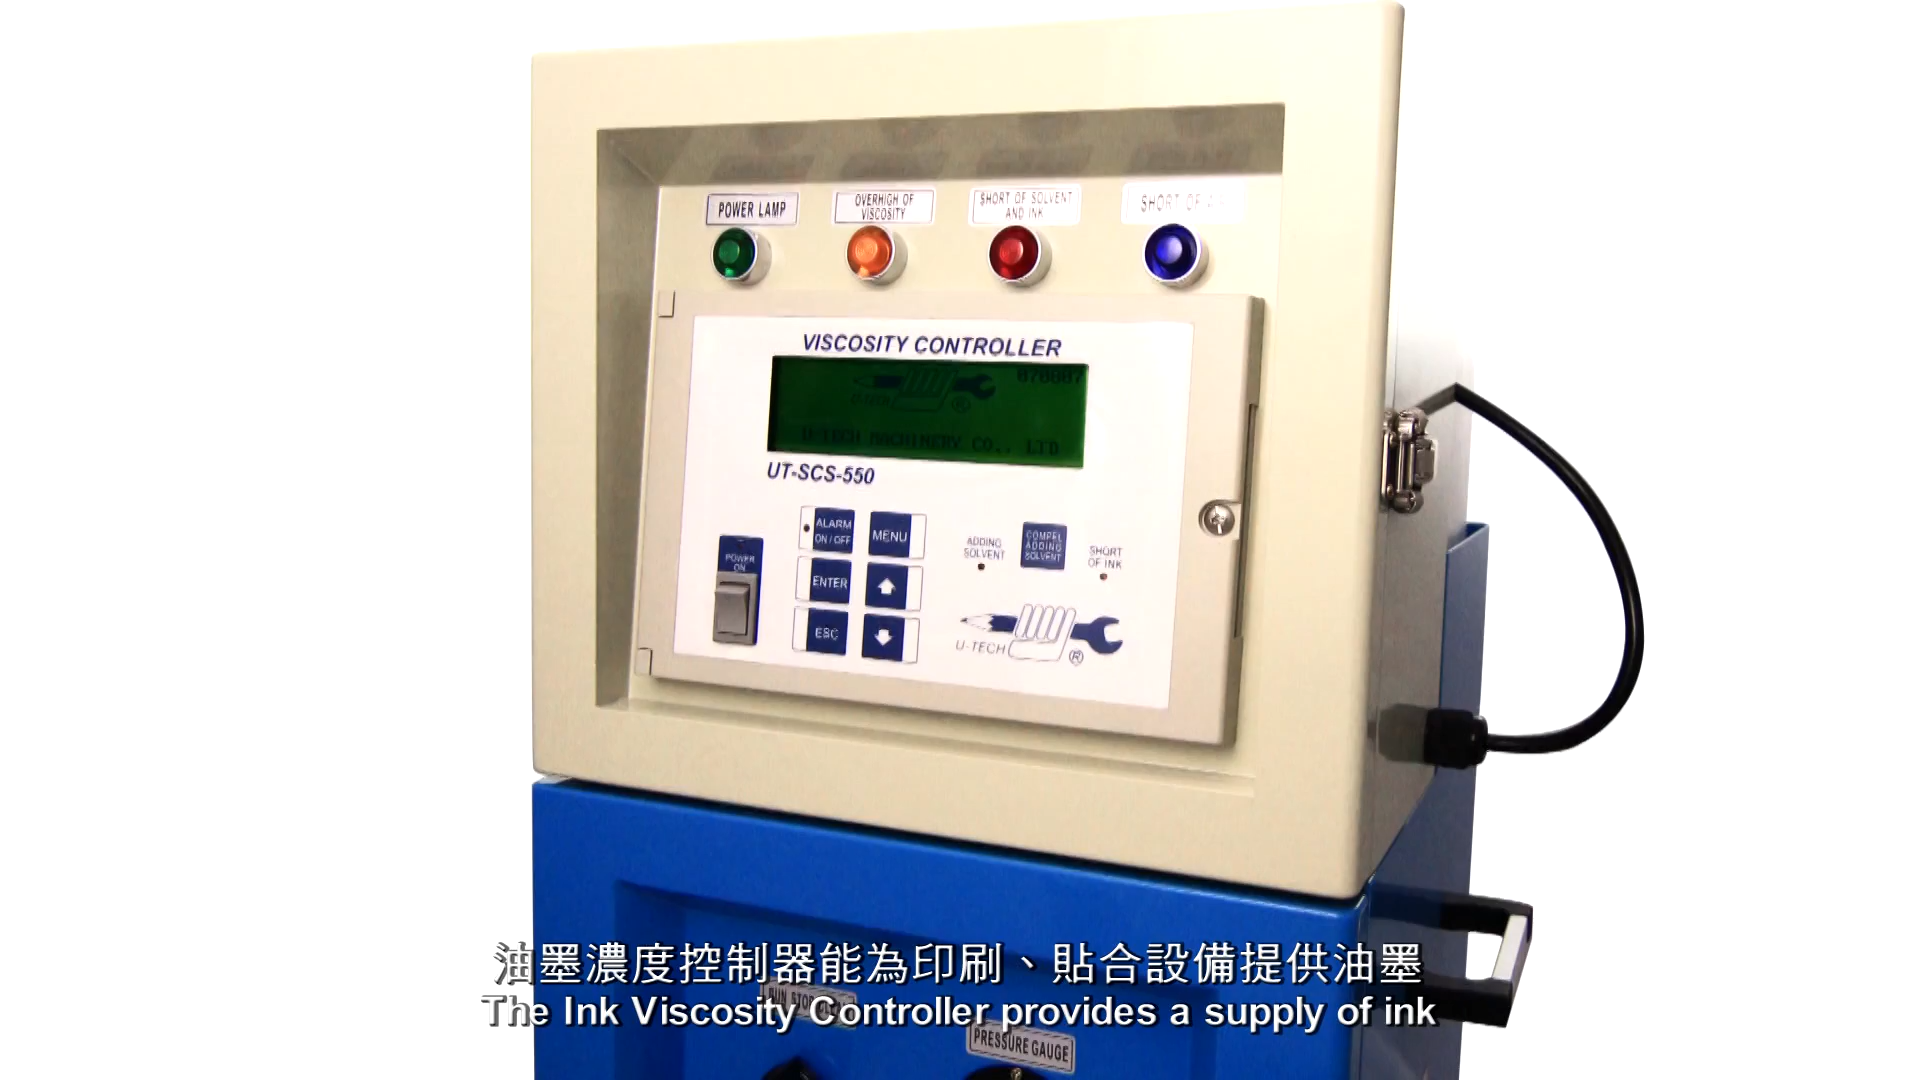 POWER LAMP
OVERHIGH OF
VISCOSITY
SHORT OF SOLVENT
AND INK
SHORT OF
VISCOSITY CONTROLLER
U-TECH
U-TECH MACHINERY CO., LTD
UT-SCS-550
POWER
ON
ALARM
ON / OFF
MENU
ENTER
ESC
ADDING
SOLVENT
COMPEL
ADDING
SOLVENT
SHORT
OF INK
U-TECH
®
油墨濃度控制器能為印刷、貼合設備提供油墨
The Ink Viscosity Controller provides a supply of ink
PRESSURE GAUGE